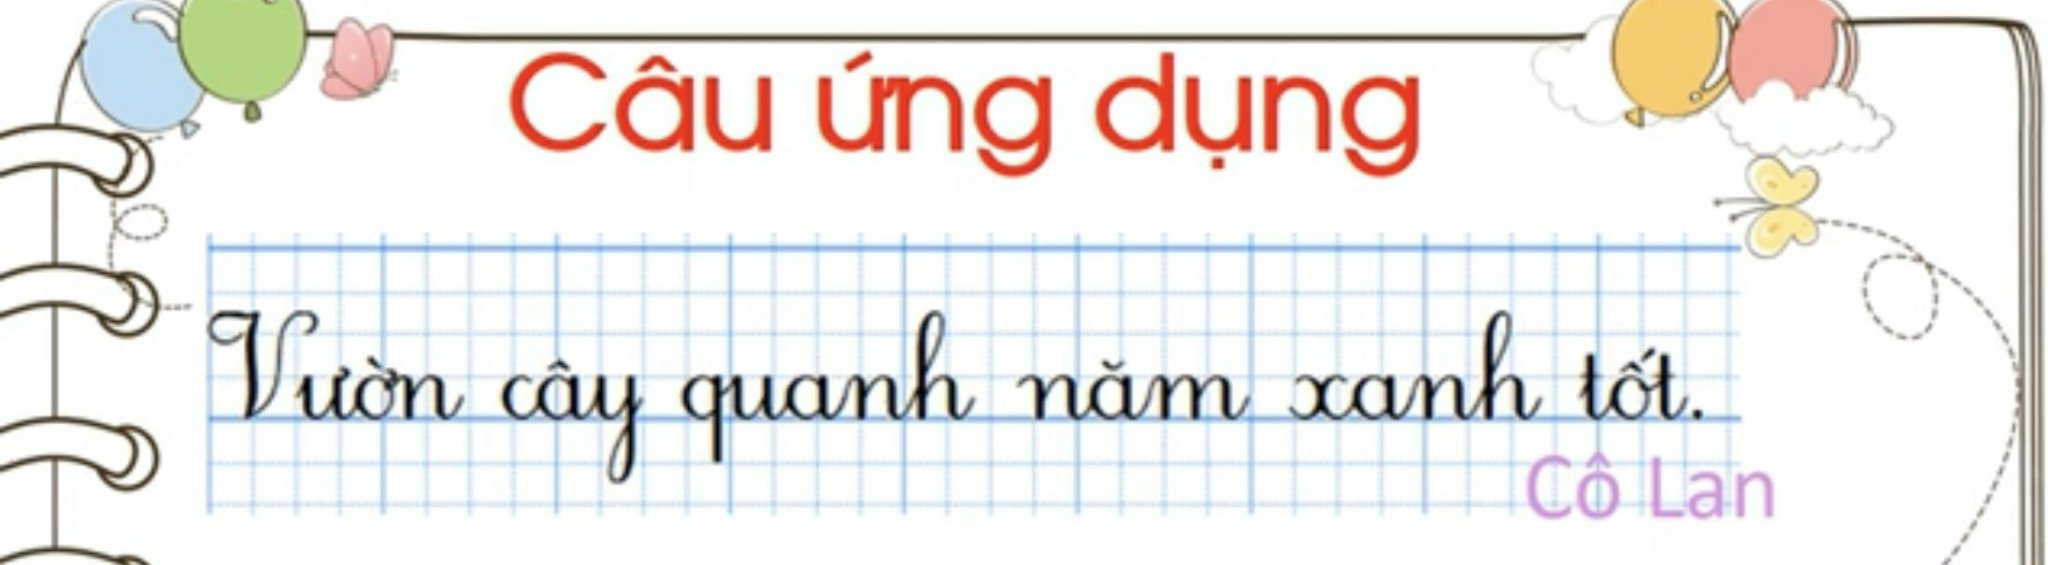 Câu ứng dụng
Vườn cây quanh năm xanh tốt.
Cô Lan